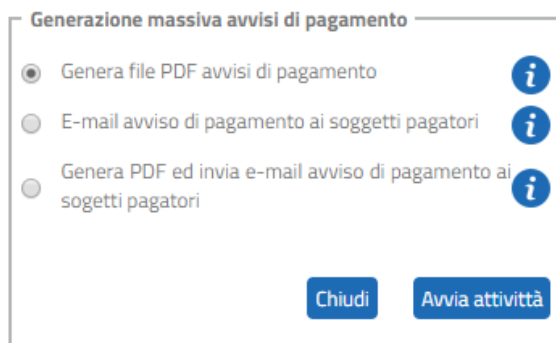 Generazione massiva avvisi di pagamento
Genera file PDF avvisi di pagamento
E-mail avviso di pagamento ai soggetti pagatori
Genera PDF ed invia e-mail avviso di pagamento ai
sogetti pagatori
Chiudi Avvia attivittà